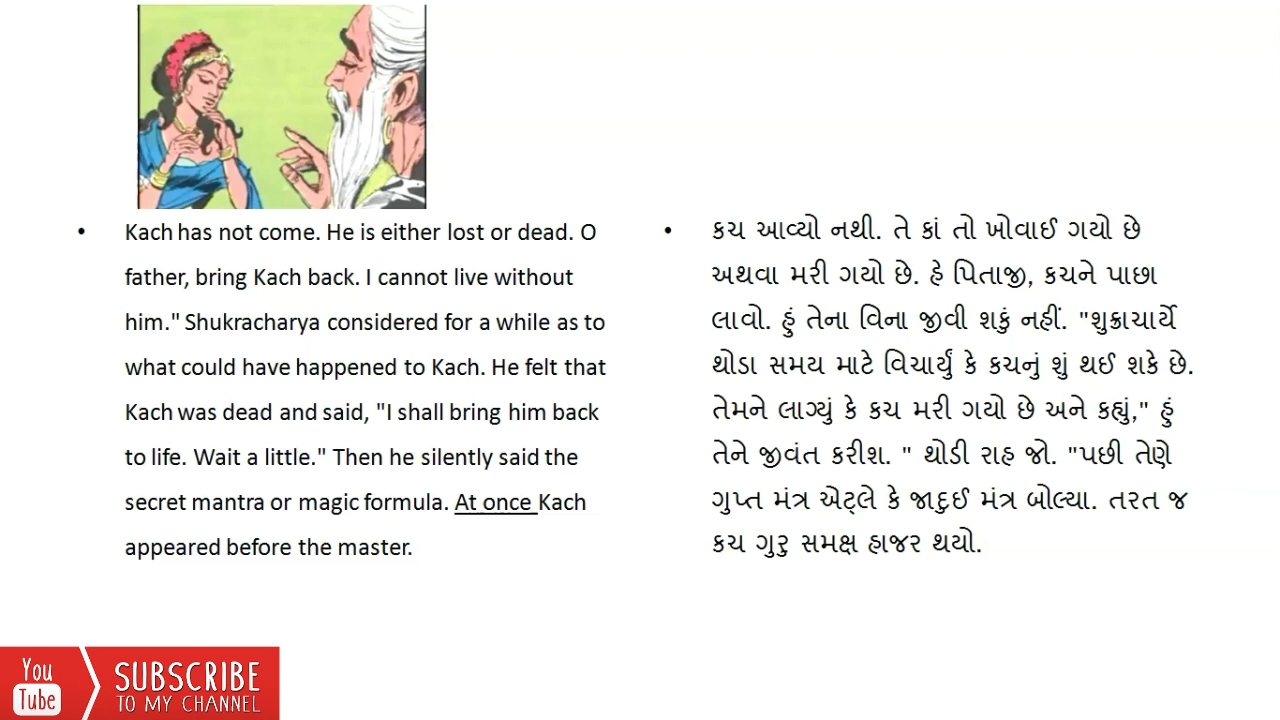 • Kach has not come. He is either lost or dead. O
father, bring Kach back. I cannot live without
him." Shukracharya considered for a while as to
what could have happened to Kach. He felt that
Kach was dead and said, "I shall bring him back
to life. Wait a little." Then he silently said the
secret mantra or magic formula. At once Kach
appeared before the master.
• કચ આવ્યો નથી. તે કાં તો ખોવાઈ ગયો છે
અથવા મરી ગયો છે. હે પિતાજી, કચને પાછા
લાવો. હું તેના વિના જીવી શકું નહીં. "શુક્રાચાર્યે
થોડા સમય માટે વિચાર્યું કે કચનું શું થઈ શકે છે.
તેમને લાગ્યું કે કચ મરી ગયો છે અને કહ્યું," હું
તેને જીવંત કરીશ. " થોડી રાહ જો. "પછી તેણે
ગુપ્ત મંત્ર એટ્લે કે જાદુઈ મંત્ર બોલ્યા. તરત જ
કચ ગુરુ સમક્ષ હાજર થયો.
You
Tube
SUBSCRIBE
TO MY CHANNEL